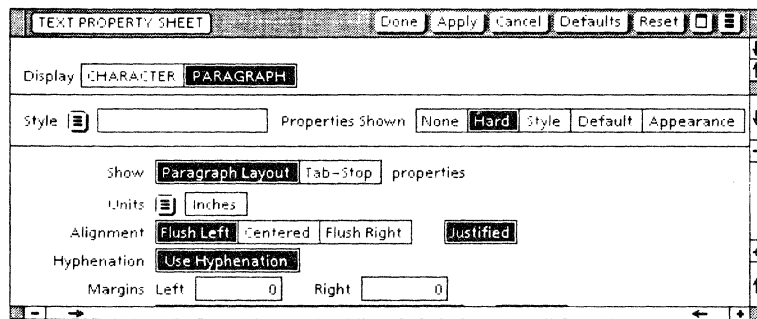 TEXT PROPERTY SHEET Done Apply Cancel Defaults Reset
Display CHARACTER PARAGRAPH
Style Properties Shown None Hard Style Default Appearance
Show Paragraph Layout Tab-Stop properties
Units Inches
Alignment Flush Left Centered Flush Right Justified
Hyphenation Use Hyphenation
Margins Left 0 Right 0